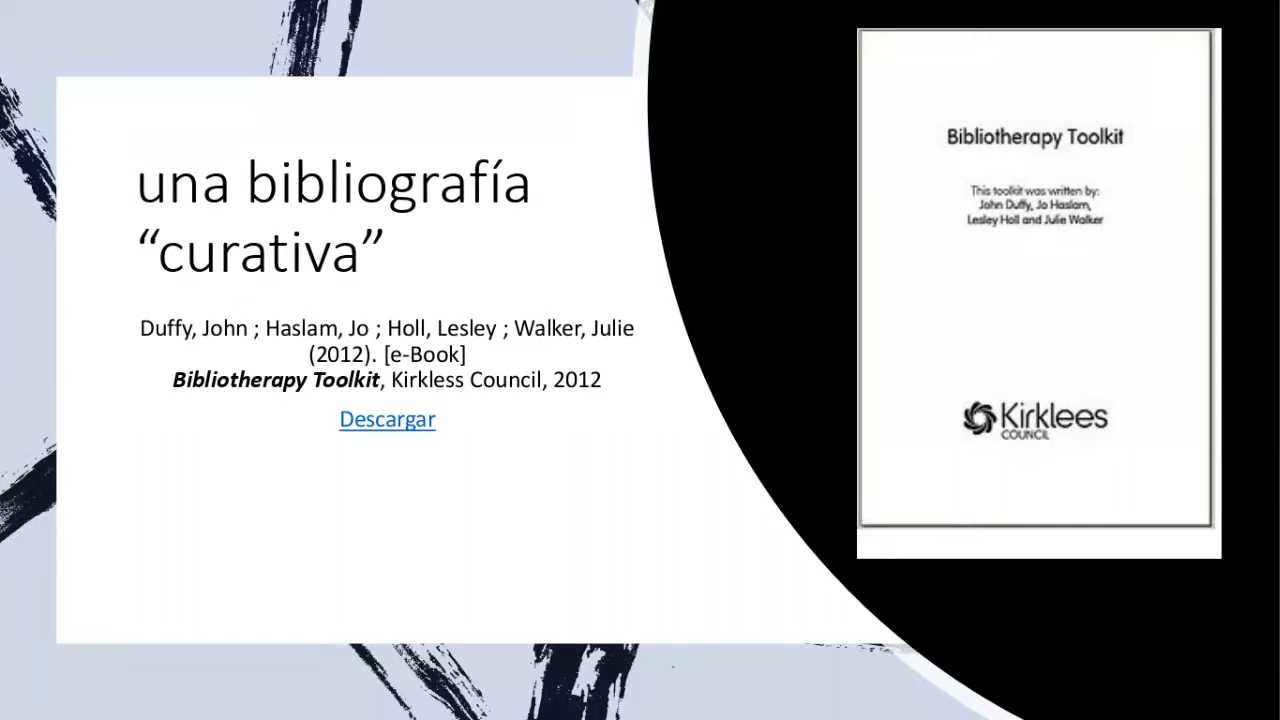 una bibliografía
“curativa”
Duffy, John ; Haslam, Jo ; Holl, Lesley ; Walker, Julie
(2012). [e-Book]
Bibliotherapy Toolkit, Kirkless Council, 2012
Descargar
Bibliotherapy Toolkit
This toolkit was written by:
John Duffy, Jo Haslam,
Lesley Holl and Julie Walker
Kirklees
COUNCIL